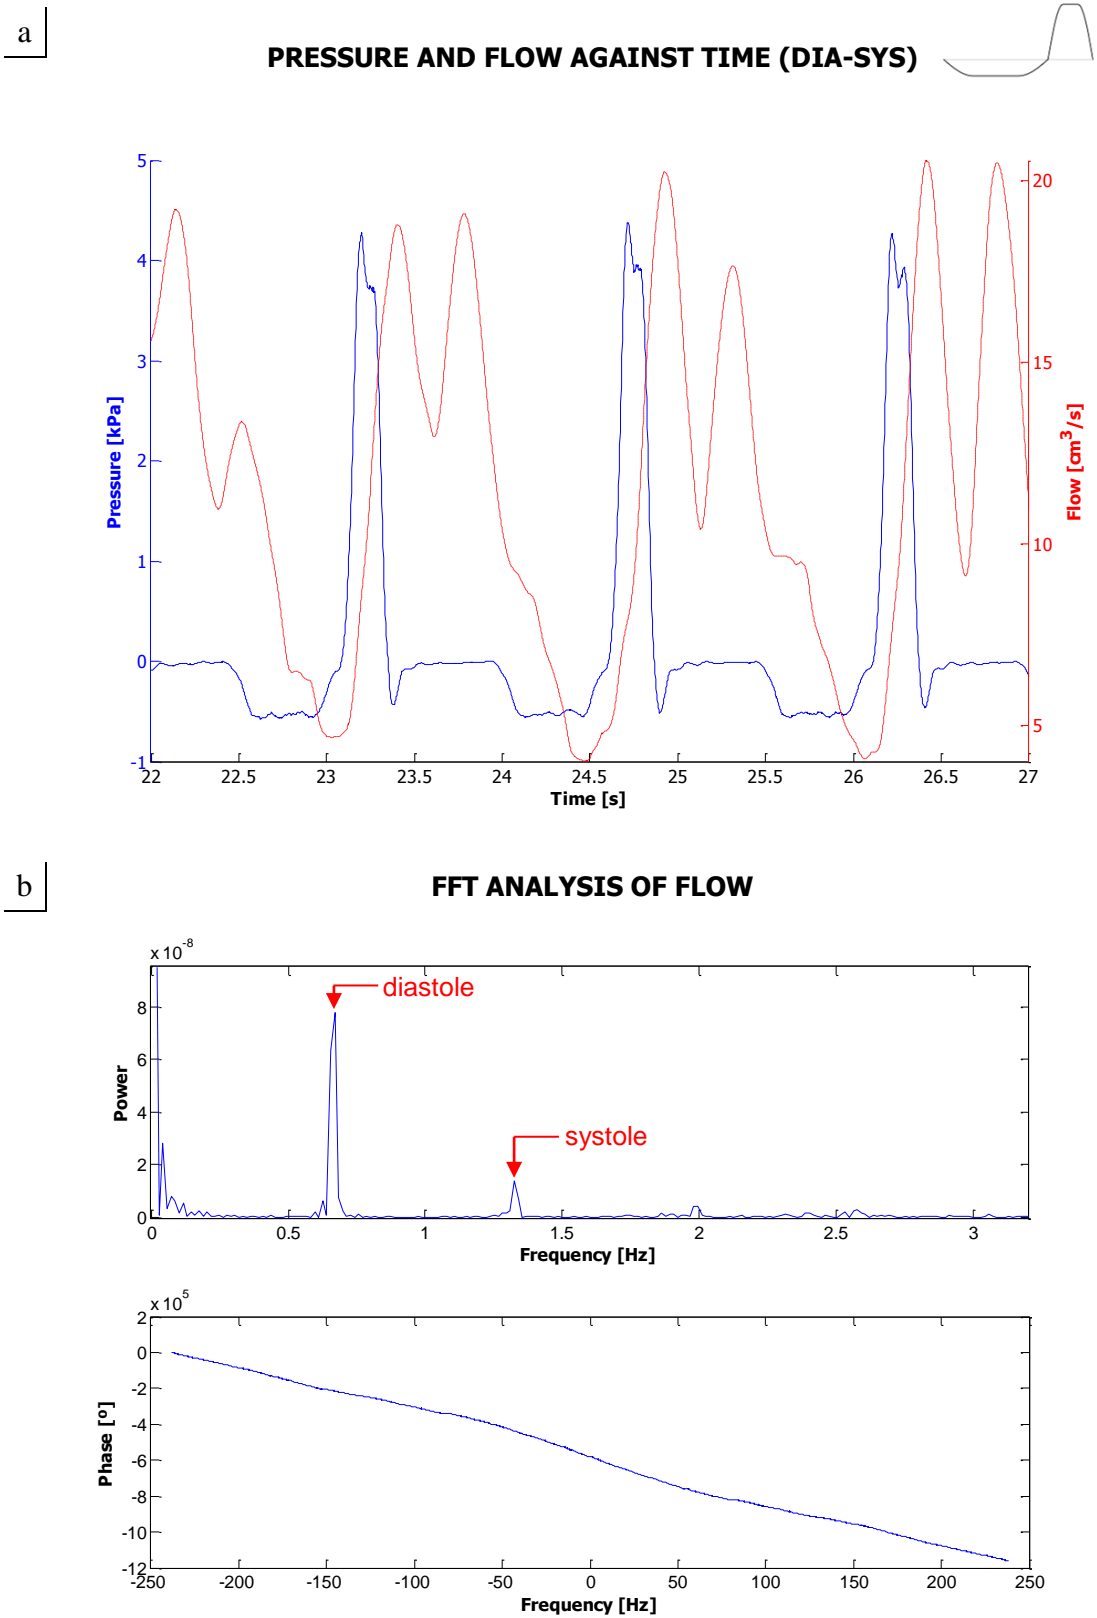 a
PRESSURE AND FLOW AGAINST TIME (DIA-SYS)
5
4
3
2
1
0
-1
Pressure [kPa]
20
15
10
5
Flow [cm³/s]
22 22.5 23 23.5 24 24.5 25 25.5 26 26.5 27
Time [s]
b
FFT ANALYSIS OF FLOW
x 10⁻⁸
diastole
systole
8
6
4
2
0
Power
0 0.5 1 1.5 2 2.5 3
Frequency [Hz]
x 10⁵
2
0
-2
-4
-6
-8
-10
-12
Phase [º]
-250 -200 -150 -100 -50 0 50 100 150 200 250
Frequency [Hz]